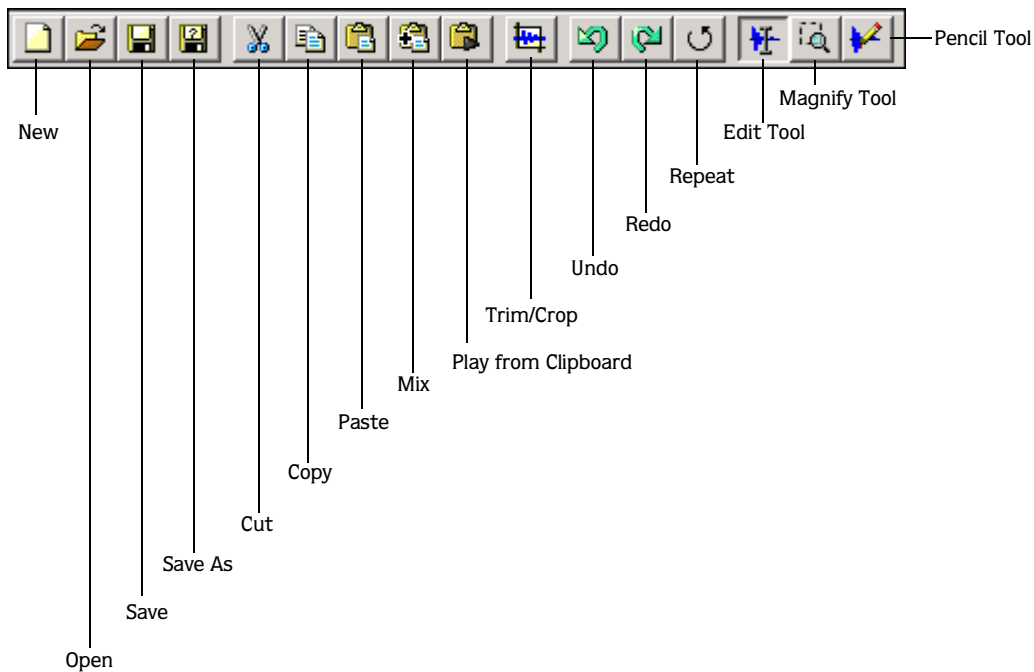 Pencil Tool
Magnify Tool
New
Edit Tool
Repeat
Redo
Undo
Trim/Crop
Play from Clipboard
Mix
Paste
Copy
Cut
Save As
Save
Open